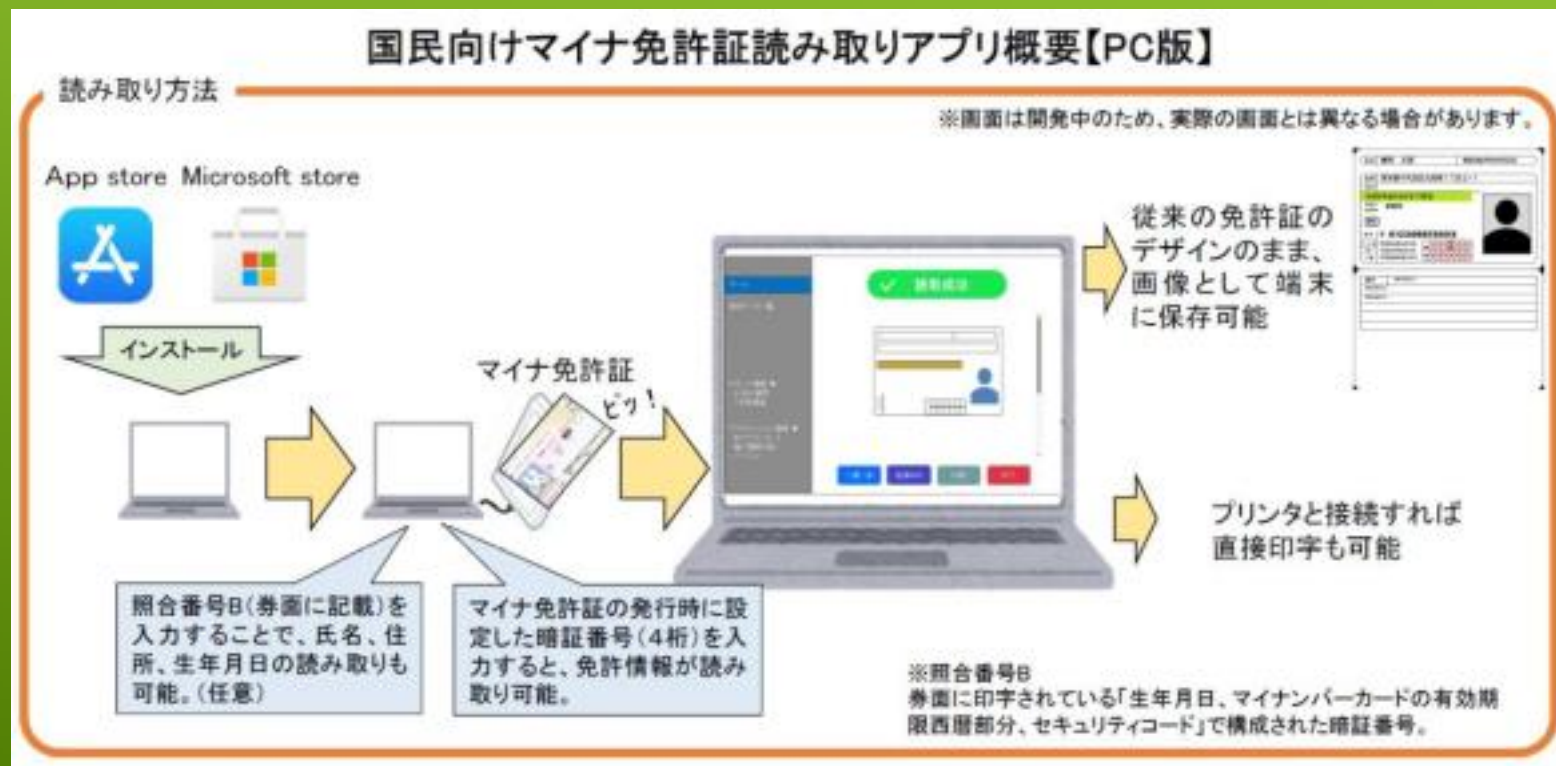 国民向けマイナ免許証読み取りアプリ概要【PC版】
読み取り方法
※画面は開発中のため、実際の画面とは異なる場合があります。
App store Microsoft store
インストール
マイナ免許証
ピッ!
従来の免許証の
デザインのまま、
画像として端末
に保存可能
プリンタと接続すれば
直接印字も可能
照合番号B(券面に記載)を
入力することで、氏名、住
所、生年月日の読み取りも
可能。(任意)
マイナ免許証の発行時に設
定した暗証番号(4桁)を入
力すると、免許情報が読み
取り可能。
※照合番号B
券面に印字されている「生年月日、マイナンバーカードの有効期
限西暦部分、セキュリティコード」で構成された暗証番号。